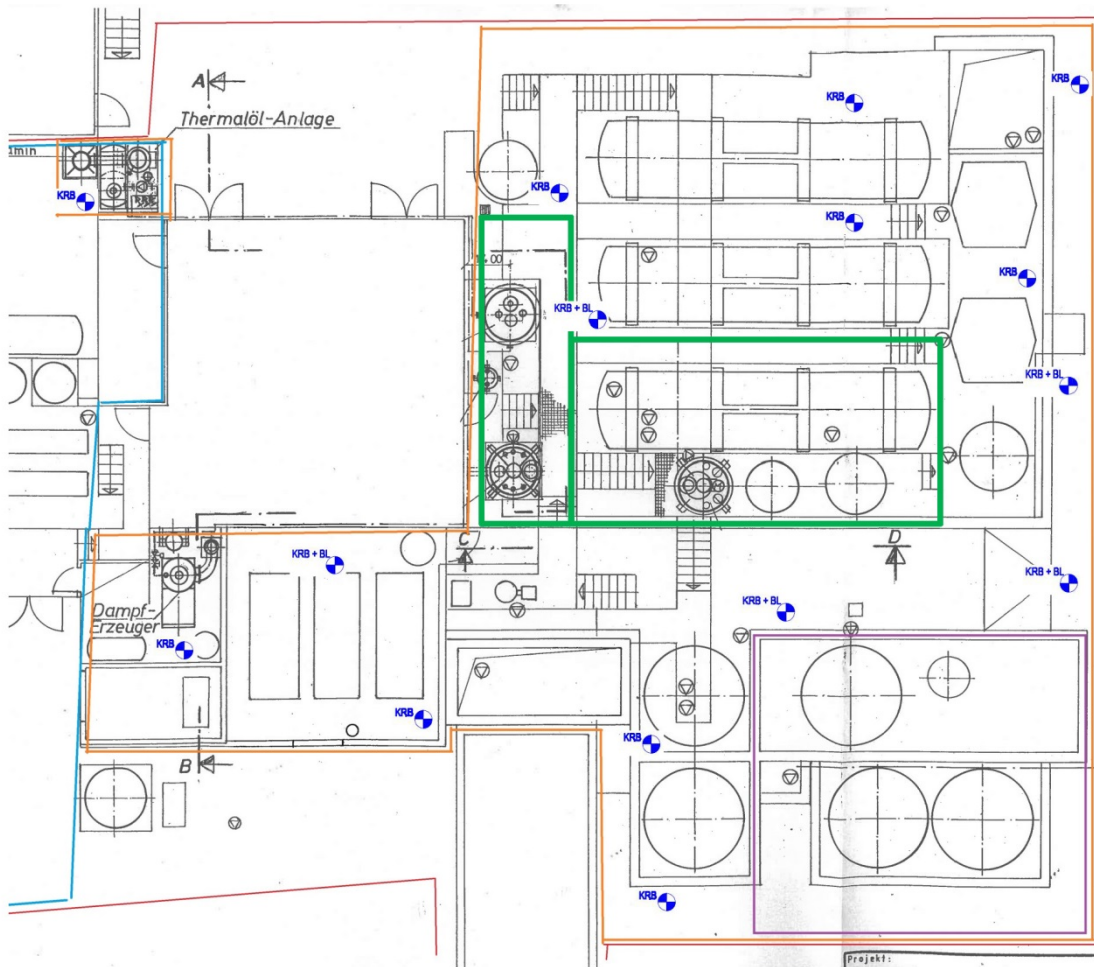 A
Thermalöl-Anlage
KRB
KRB
KRB
KRB
KRB
KRB
KRB + BL
KRB + BL
KRB + BL
C
D
KRB + BL
KRB + BL
Dampf-
Erzeuger
KRB
KRB
KRB
B
KRB
Projekt: